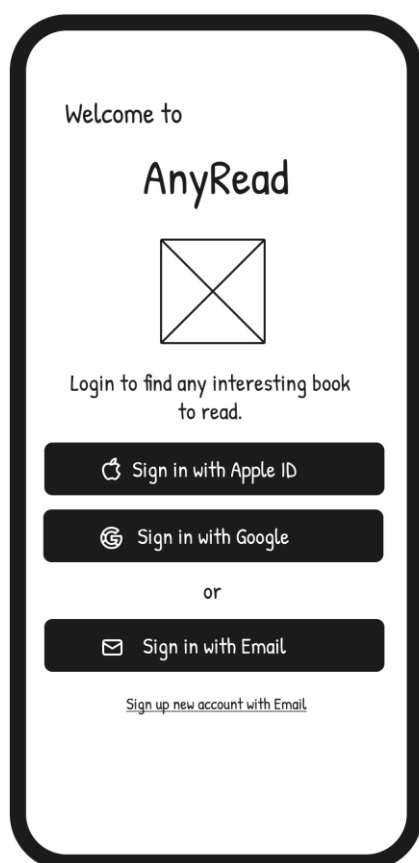 Welcome to
AnyRead
Login to find any interesting book
to read.
Sign in with Apple ID
Sign in with Google
or
Sign in with Email
Sign up new account with Email